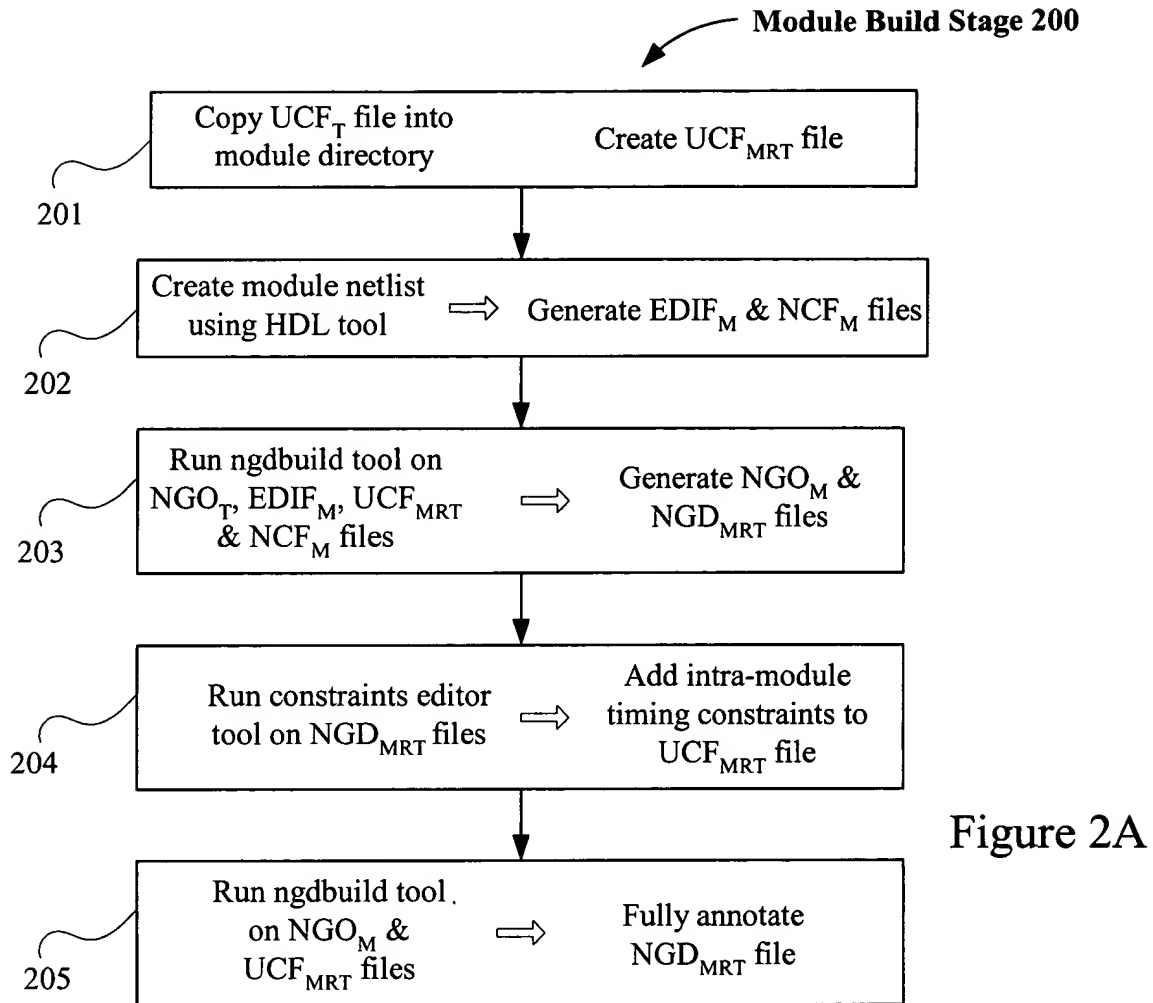 Module Build Stage 200
Copy UCF_T file into
module directory
Create UCF_MRT file
201
Create module netlist
using HDL tool
Generate EDIF_M & NCF_M files
202
Run ngdbuild tool on
NGO_T, EDIF_M, UCF_MRT
& NCF_M files
Generate NGO_M &
NGD_MRT files
203
Run constraints editor
tool on NGD_MRT files
Add intra-module
timing constraints to
UCF_MRT file
204
Figure 2A
Run ngdbuild tool
on NGO_M &
UCF_MRT files
Fully annotate
NGD_MRT file
205